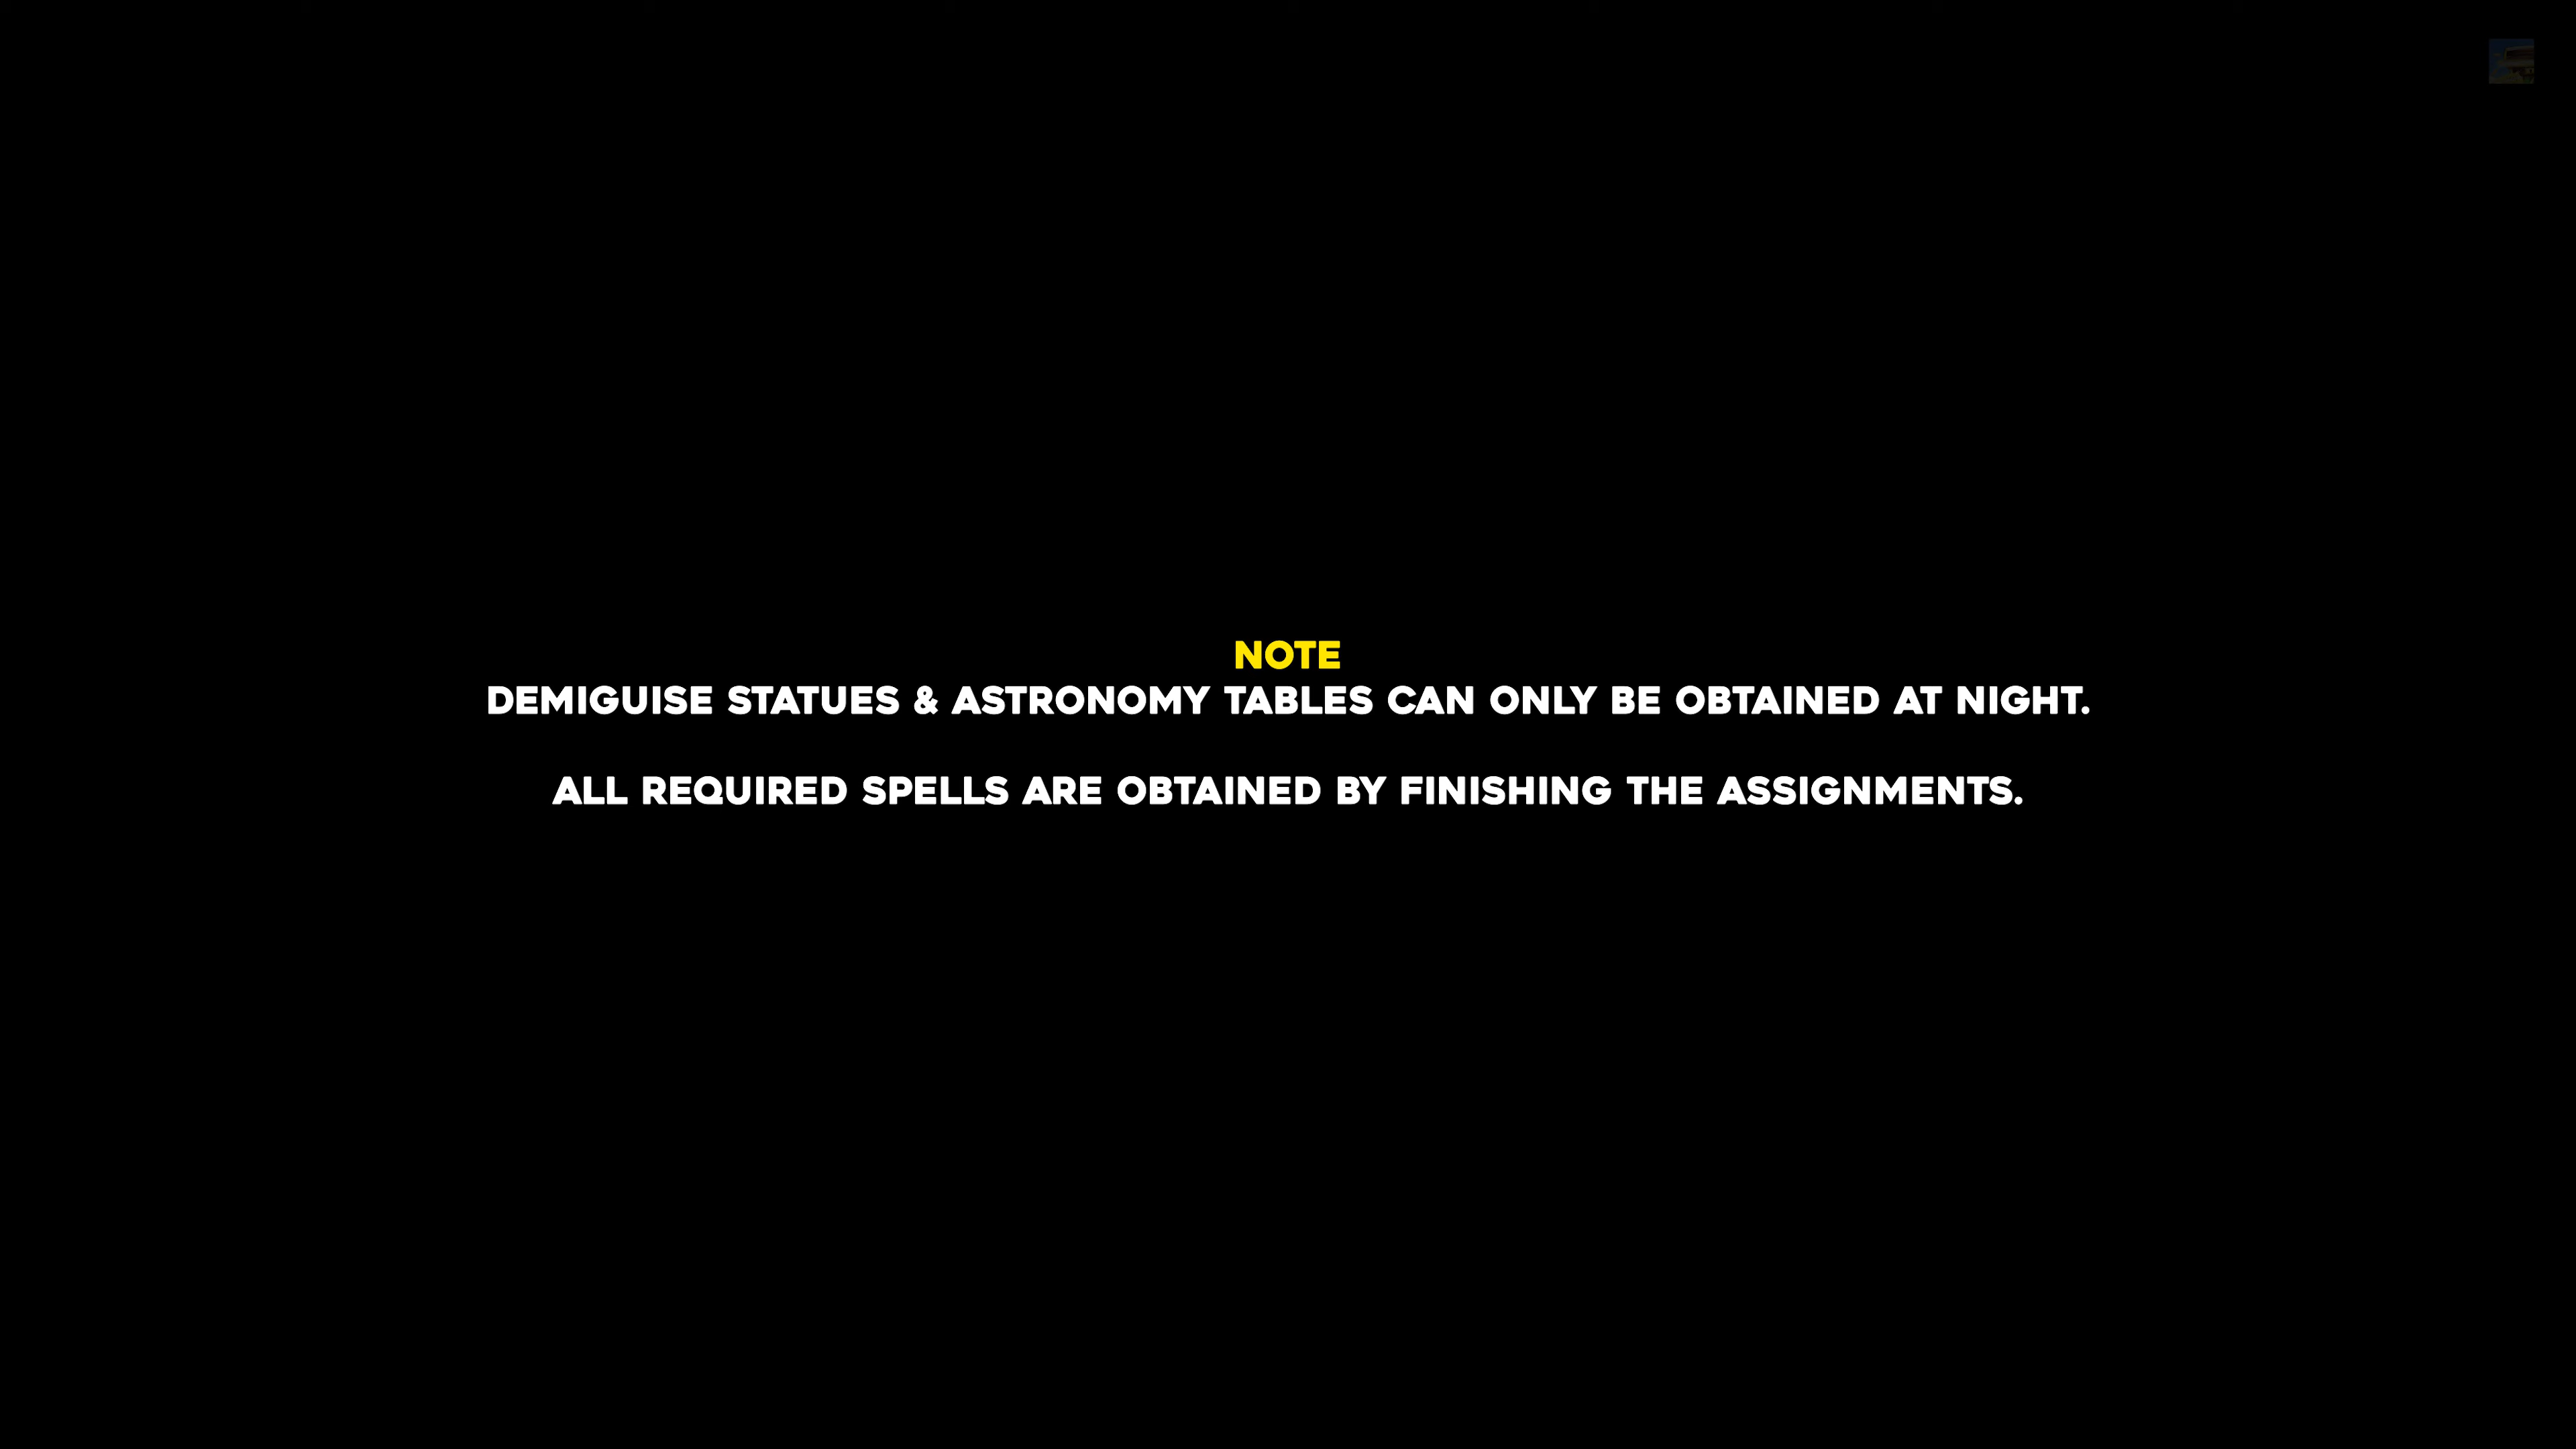 NOTE
DEMIGUISE STATUES & ASTRONOMY TABLES CAN ONLY BE OBTAINED AT NIGHT.
ALL REQUIRED SPELLS ARE OBTAINED BY FINISHING THE ASSIGNMENTS.